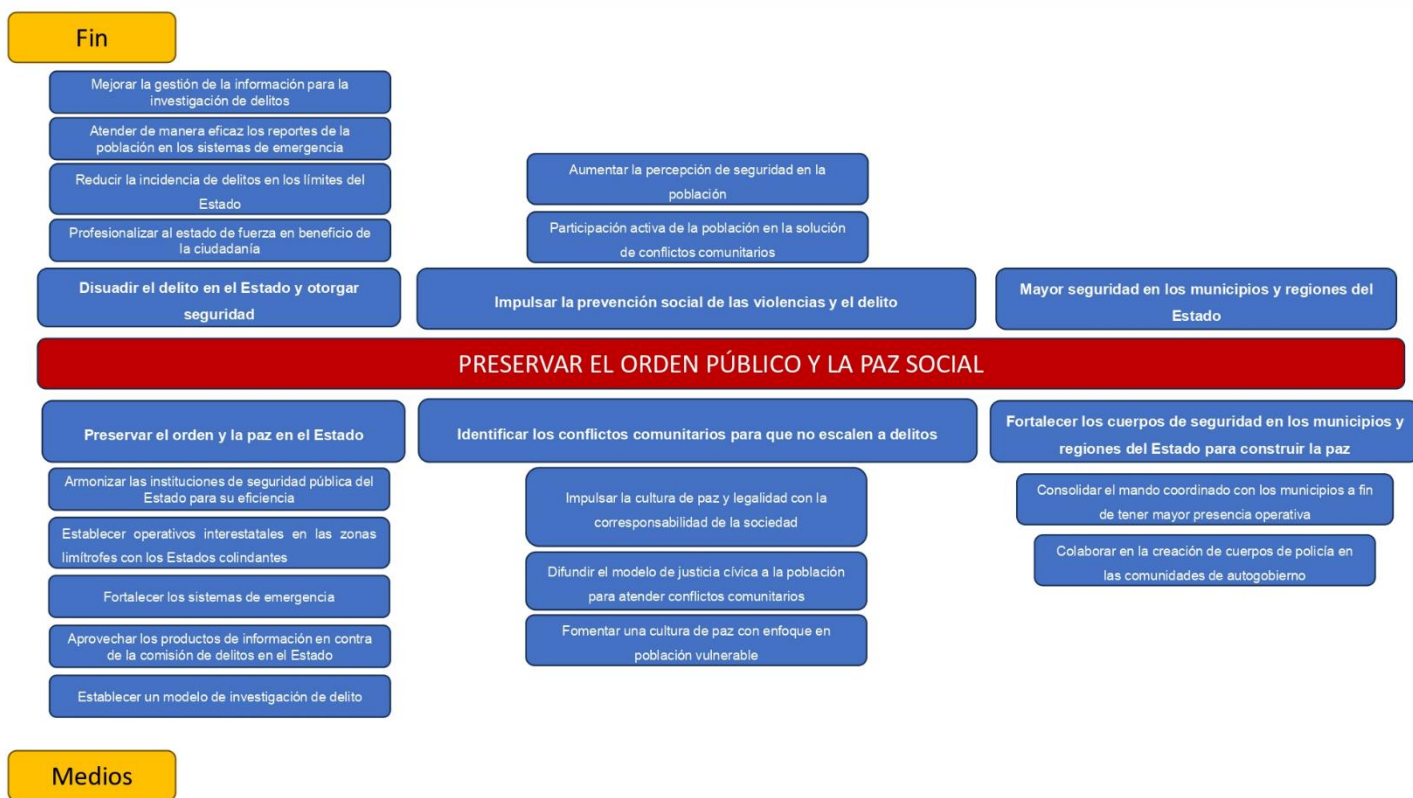 Fin
Mejorar la gestión de la información para la
investigación de delitos
Atender de manera eficaz los reportes de la
población en los sistemas de emergencia
Reducir la incidencia de delitos en los límites del
Estado
Profesionalizar al estado de fuerza en beneficio de
la ciudadanía
Disuadir el delito en el Estado y otorgar
seguridad
Aumentar la percepción de seguridad en la
población
Participación activa de la población en la solución
de conflictos comunitarios
Impulsar la prevención social de las violencias y el delito
Mayor seguridad en los municipios y regiones del
Estado
PRESERVAR EL ORDEN PÚBLICO Y LA PAZ SOCIAL
Preservar el orden y la paz en el Estado
Armonizar las instituciones de seguridad pública del
Estado para su eficiencia
Establecer operativos interestatales en las zonas
limítrofes con los Estados colindantes
Fortalecer los sistemas de emergencia
Aprovechar los productos de información en contra
de la comisión de delitos en el Estado
Establecer un modelo de investigación de delito
Identificar los conflictos comunitarios para que no escalen a delitos
Impulsar la cultura de paz y legalidad con la
corresponsabilidad de la sociedad
Difundir el modelo de justicia cívica a la población
para atender conflictos comunitarios
Fomentar una cultura de paz con enfoque en
población vulnerable
Fortalecer los cuerpos de seguridad en los municipios y
regiones del Estado para construir la paz
Consolidar el mando coordinado con los municipios a fin
de tener mayor presencia operativa
Colaborar en la creación de cuerpos de policía en
las comunidades de autogobierno
Medios